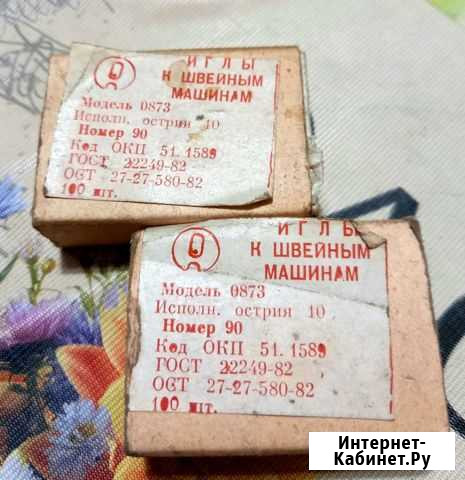 ИГЛЫ
К ШВЕЙНЫМ
МАШИНАМ
Модель 0873
Исполн. острия 10
Номер 90
Код ОКП 51. 1589
ГОСТ 22249-82
ОСТ 27-27-580-82
100 шт.
ИГЛЫ
К ШВЕЙНЫМ
МАШИНАМ
Модель 0873
Исполн. острия 10
Номер 90
Код ОКП 51. 1589
ГОСТ 22249-82
ОСТ 27-27-580-82
100 шт.
Интернет-
Кабинет.Ру